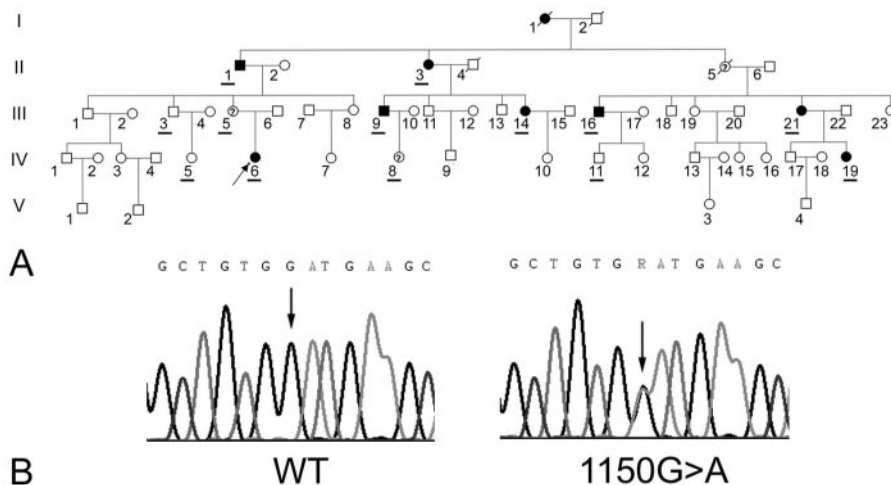 I
1 2
II
?
1 2 3 4 5 6
III
?
1 2 3 4 5 6 7 8 9 10 11 12 13 14 15 16 17 18 19 20 21 22 23
IV
?
1 2 3 4 5 6 7 8 9 10 11 12 13 14 15 16 17 18 19
V
1 2 3 4
A
G C T G T G G A T G A A G C
G C T G T G R A T G A A G C
B
WT
1150G>A